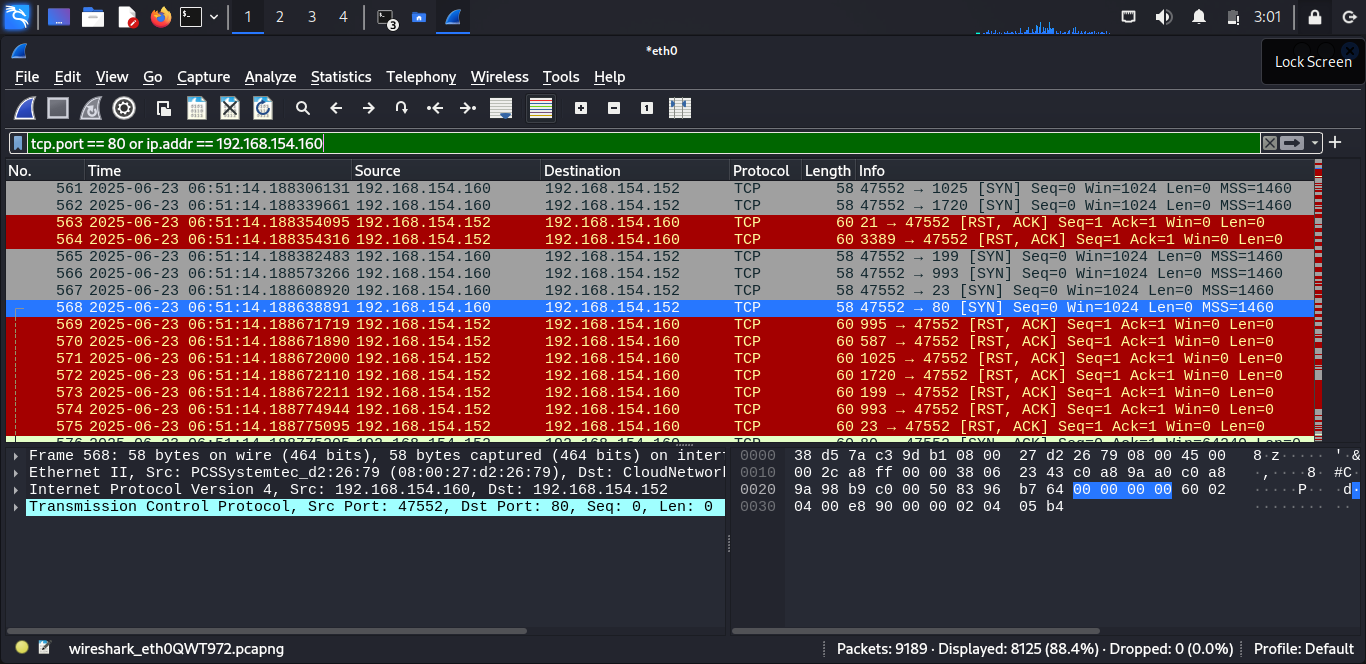 1 2 3 4 3 3:01
*eth0
Lock Screen
File Edit View Go Capture Analyze Statistics Telephony Wireless Tools Help
tcp.port == 80 or ip.addr == 192.168.154.160
No. Time Source Destination Protocol Length Info
561 2025-06-23 06:51:14.188306131 192.168.154.160 192.168.154.152 TCP 58 47552 → 1025 [SYN] Seq=0 Win=1024 Len=0 MSS=1460
562 2025-06-23 06:51:14.188339661 192.168.154.160 192.168.154.152 TCP 58 47552 → 1720 [SYN] Seq=0 Win=1024 Len=0 MSS=1460
563 2025-06-23 06:51:14.188354095 192.168.154.152 192.168.154.160 TCP 60 21 → 47552 [RST, ACK] Seq=1 Ack=1 Win=0 Len=0
564 2025-06-23 06:51:14.188354316 192.168.154.152 192.168.154.160 TCP 60 3389 → 47552 [RST, ACK] Seq=1 Ack=1 Win=0 Len=0
565 2025-06-23 06:51:14.188382483 192.168.154.160 192.168.154.152 TCP 58 47552 → 199 [SYN] Seq=0 Win=1024 Len=0 MSS=1460
566 2025-06-23 06:51:14.188573266 192.168.154.160 192.168.154.152 TCP 58 47552 → 993 [SYN] Seq=0 Win=1024 Len=0 MSS=1460
567 2025-06-23 06:51:14.188608920 192.168.154.160 192.168.154.152 TCP 58 47552 → 23 [SYN] Seq=0 Win=1024 Len=0 MSS=1460
568 2025-06-23 06:51:14.188638891 192.168.154.160 192.168.154.152 TCP 58 47552 → 80 [SYN] Seq=0 Win=1024 Len=0 MSS=1460
569 2025-06-23 06:51:14.188671719 192.168.154.152 192.168.154.160 TCP 60 995 → 47552 [RST, ACK] Seq=1 Ack=1 Win=0 Len=0
570 2025-06-23 06:51:14.188671890 192.168.154.152 192.168.154.160 TCP 60 587 → 47552 [RST, ACK] Seq=1 Ack=1 Win=0 Len=0
571 2025-06-23 06:51:14.188672000 192.168.154.152 192.168.154.160 TCP 60 1025 → 47552 [RST, ACK] Seq=1 Ack=1 Win=0 Len=0
572 2025-06-23 06:51:14.188672110 192.168.154.152 192.168.154.160 TCP 60 1720 → 47552 [RST, ACK] Seq=1 Ack=1 Win=0 Len=0
573 2025-06-23 06:51:14.188672211 192.168.154.152 192.168.154.160 TCP 60 199 → 47552 [RST, ACK] Seq=1 Ack=1 Win=0 Len=0
574 2025-06-23 06:51:14.188774944 192.168.154.152 192.168.154.160 TCP 60 993 → 47552 [RST, ACK] Seq=1 Ack=1 Win=0 Len=0
575 2025-06-23 06:51:14.188775095 192.168.154.152 192.168.154.160 TCP 60 23 → 47552 [RST, ACK] Seq=1 Ack=1 Win=0 Len=0
Frame 568: 58 bytes on wire (464 bits), 58 bytes captured (464 bits) on inter
Ethernet II, Src: PCSSystemtec_d2:26:79 (08:00:27:d2:26:79), Dst: CloudNetwor
Internet Protocol Version 4, Src: 192.168.154.160, Dst: 192.168.154.152
Transmission Control Protocol, Src Port: 47552, Dst Port: 80, Seq: 0, Len: 0
0000 38 d5 7a c3 9d b1 08 00 27 d2 26 79 08 00 45 00 8·z·····'·&
0010 00 2c a8 ff 00 00 38 06 23 43 c0 a8 9a a0 c0 a8 ·,····8·#C
0020 9a 98 b9 c0 00 50 83 96 b7 64 00 00 00 00 60 02 ·····P···d·
0030 04 00 e8 90 00 00 02 04 05 b4 ··········
wireshark_eth0QWT972.pcapng
Packets: 9189 · Displayed: 8125 (88.4%) · Dropped: 0 (0.0%) Profile: Default